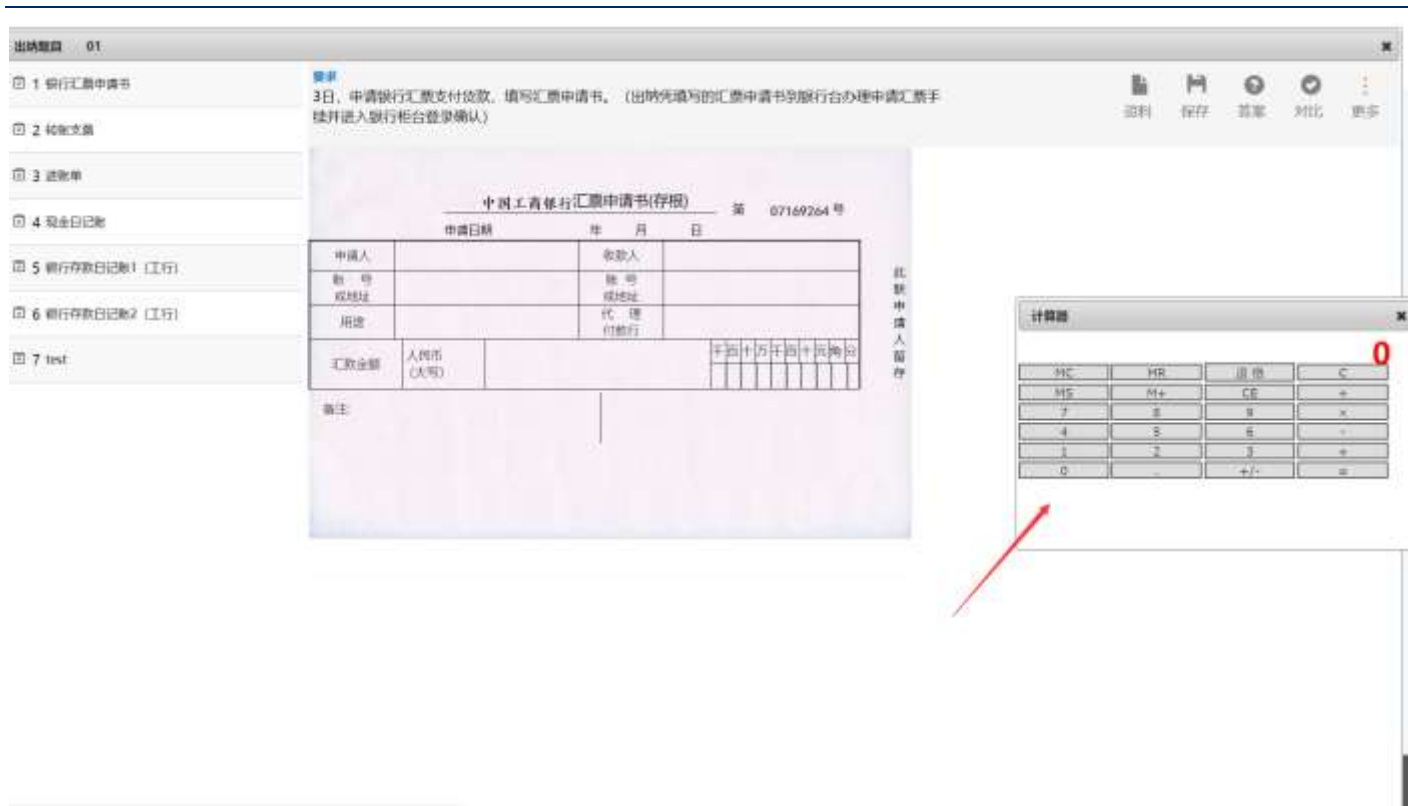 出纳题目 01
1 银行汇票申请书
2 转账支票
3 进账单
4 现金日记账
5 银行存款日记账1（工行）
6 银行存款日记账2（工行）
7 test
要求
3日，申请银行汇票支付货款，填写汇票申请书。（出纳凭填写的汇票申请书到银行台办理申请汇票手
续并进入银行柜台登录确认）
资料 保存 答案 对比 更多
中国工商银行汇票申请书(存根) 第 07169264 号
申请日期 年 月 日
申请人 收款人
账 号 账 号
或地址 或地址
用途 代 理
付款行
汇款金额 人民币 千百十万千百十元角分
（大写）
备注
此联申请人留存
计算器
0
MC MR 退格 C
MS M+ CE ÷
7 8 9 ×
4 5 6 -
1 2 3 +
0 . +/- =